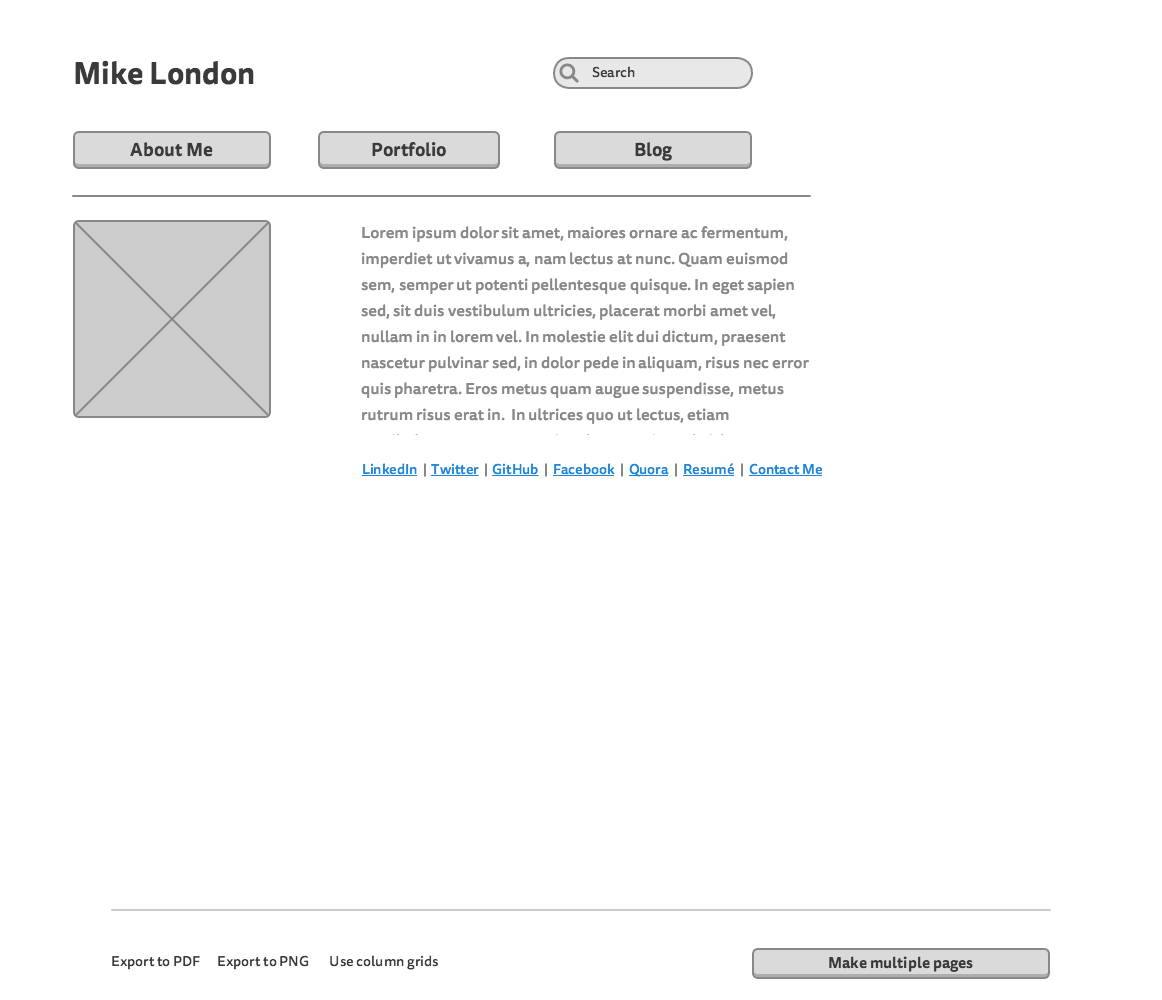 Mike London
Search
About Me
Portfolio
Blog
Lorem ipsum dolor sit amet, maiores ornare ac fermentum,
imperdiet ut vivamus a, nam lectus at nunc. Quam euismod
sem, semper ut potenti pellentesque quisque. In eget sapien
sed, sit duis vestibulum ultricies, placerat morbi amet vel,
nullam in in lorem vel. In molestie elit dui dictum, praesent
nascetur pulvinar sed, in dolor pede in aliquam, risus nec error
quis pharetra. Eros metus quam augue suspendisse, metus
rutrum risus erat in.  In ultrices quo ut lectus, etiam
LinkedIn | Twitter | GitHub | Facebook | Quora | Resumé | Contact Me
Export to PDF Export to PNG Use column grids
Make multiple pages